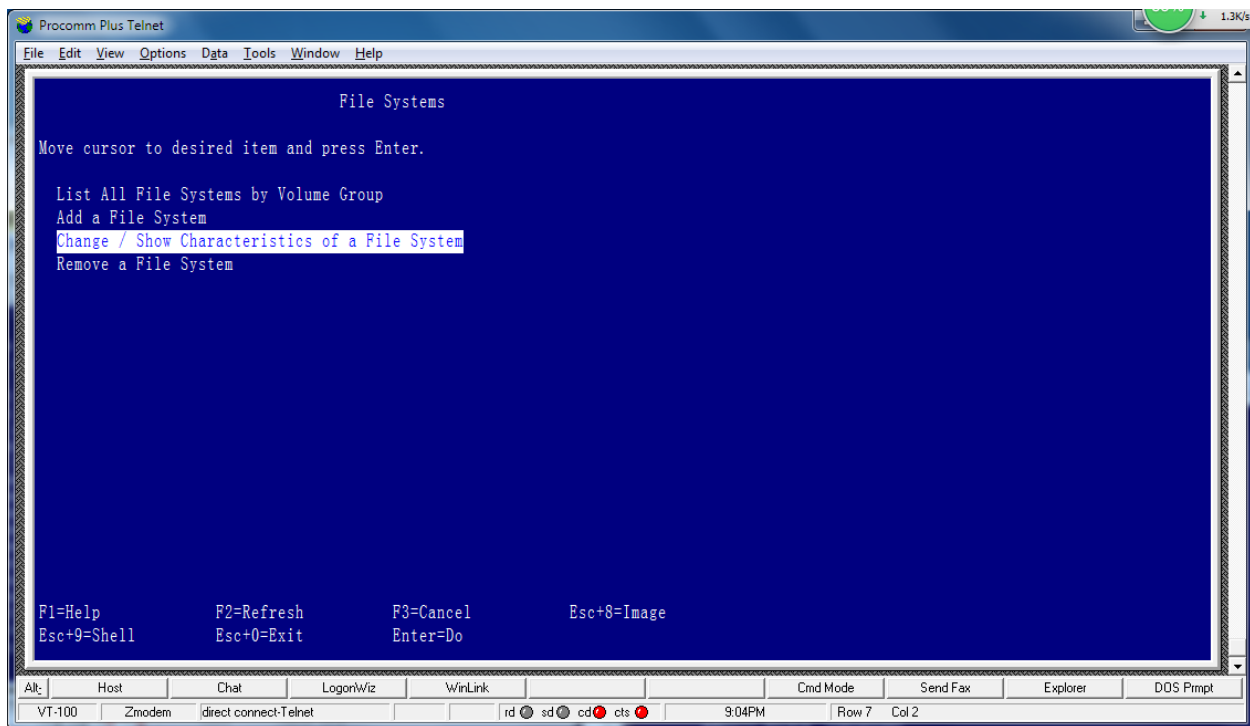 Procomm Plus Telnet
1.3K/s
File Edit View Options Data Tools Window Help
File Systems
Move cursor to desired item and press Enter.
List All File Systems by Volume Group
Add a File System
Change / Show Characteristics of a File System
Remove a File System
F1=Help F2=Refresh F3=Cancel Esc+8=Image
Esc+9=Shell Esc+0=Exit Enter=Do
Alt- Host Chat LogonWiz WinLink Cmd Mode Send Fax Explorer DOS Prmpt
VT-100 Zmodem direct connect-Telnet rd sd cd cts 9:04PM Row 7 Col 2